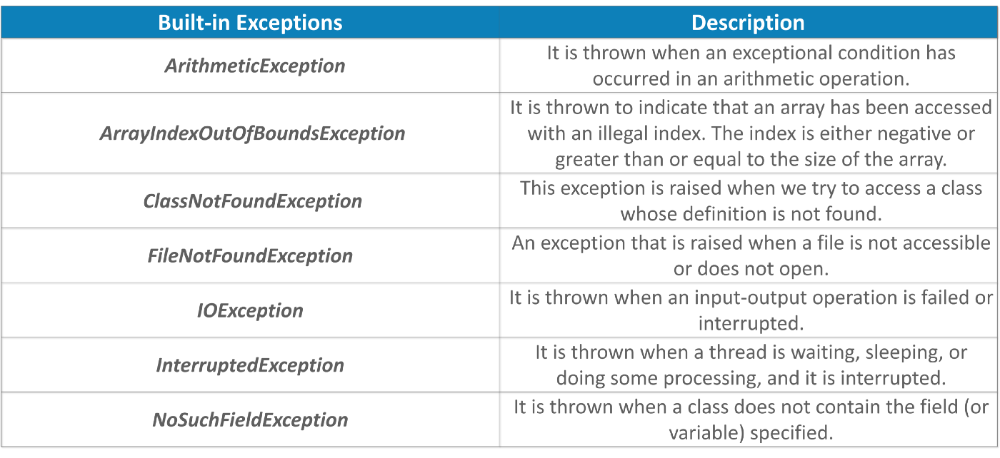 Built-in Exceptions
Description
ArithmeticException
It is thrown when an exceptional condition has
occurred in an arithmetic operation.
ArrayIndexOutOfBoundsException
It is thrown to indicate that an array has been accessed
with an illegal index. The index is either negative or
greater than or equal to the size of the array.
ClassNotFoundException
This exception is raised when we try to access a class
whose definition is not found.
FileNotFoundException
An exception that is raised when a file is not accessible
or does not open.
IOException
It is thrown when an input-output operation is failed or
interrupted.
InterruptedException
It is thrown when a thread is waiting, sleeping, or
doing some processing, and it is interrupted.
NoSuchFieldException
It is thrown when a class does not contain the field (or
variable) specified.